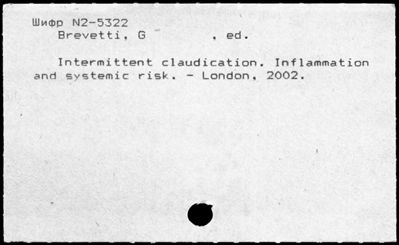 Шифр N2-5322
Brevetti, G , ed.
Intermittent claudication. Inflammation
and systemic risk. - London, 2002.